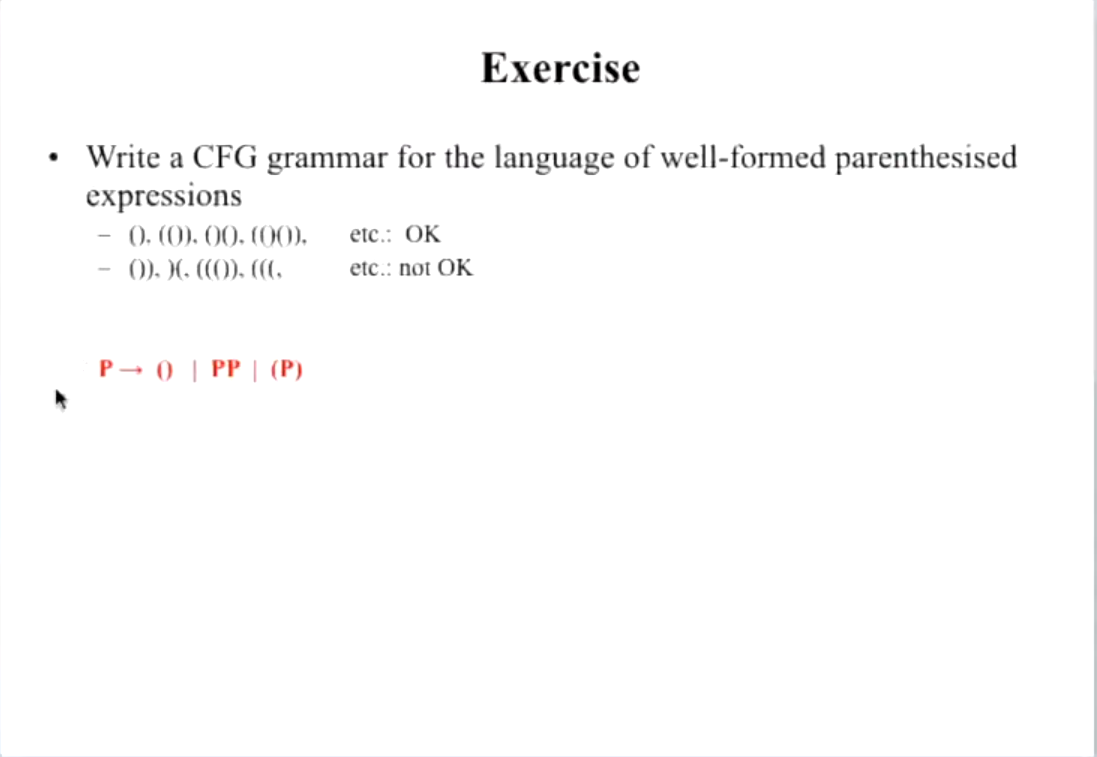 Exercise
• Write a CFG grammar for the language of well-formed parenthesised
expressions
– (), (()), ()(), (()()), etc.: OK
– ()), )(, ((()), (((, etc.: not OK
P → () | PP | (P)